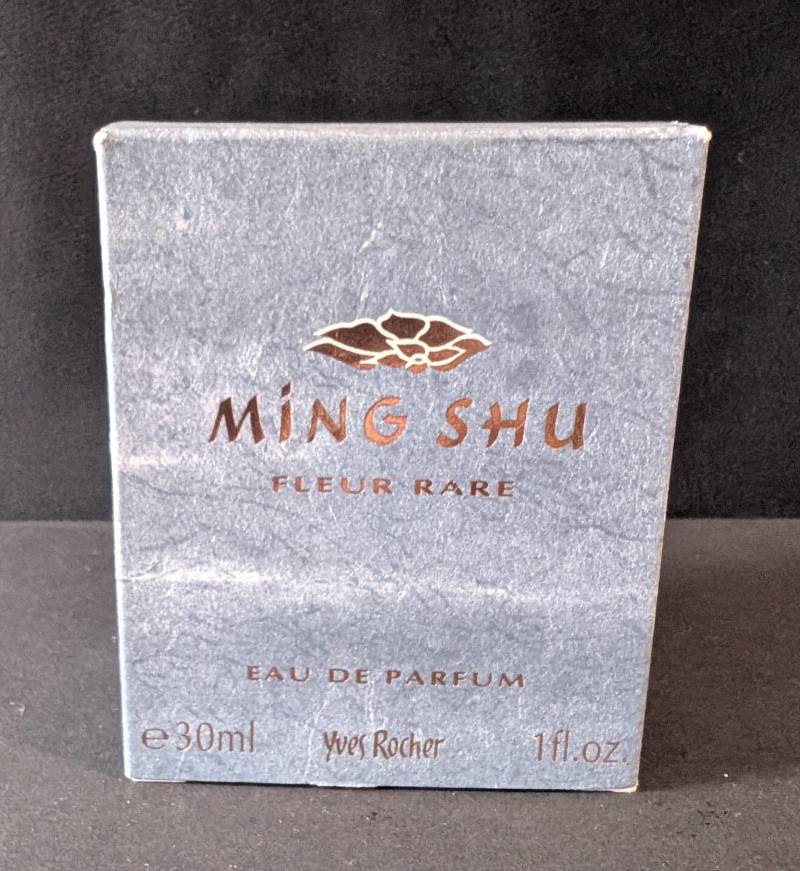 MiNG SHU
FLEUR RARE
EAU DE PARFUM
℮30ml Yves Rocher 1fl.oz.